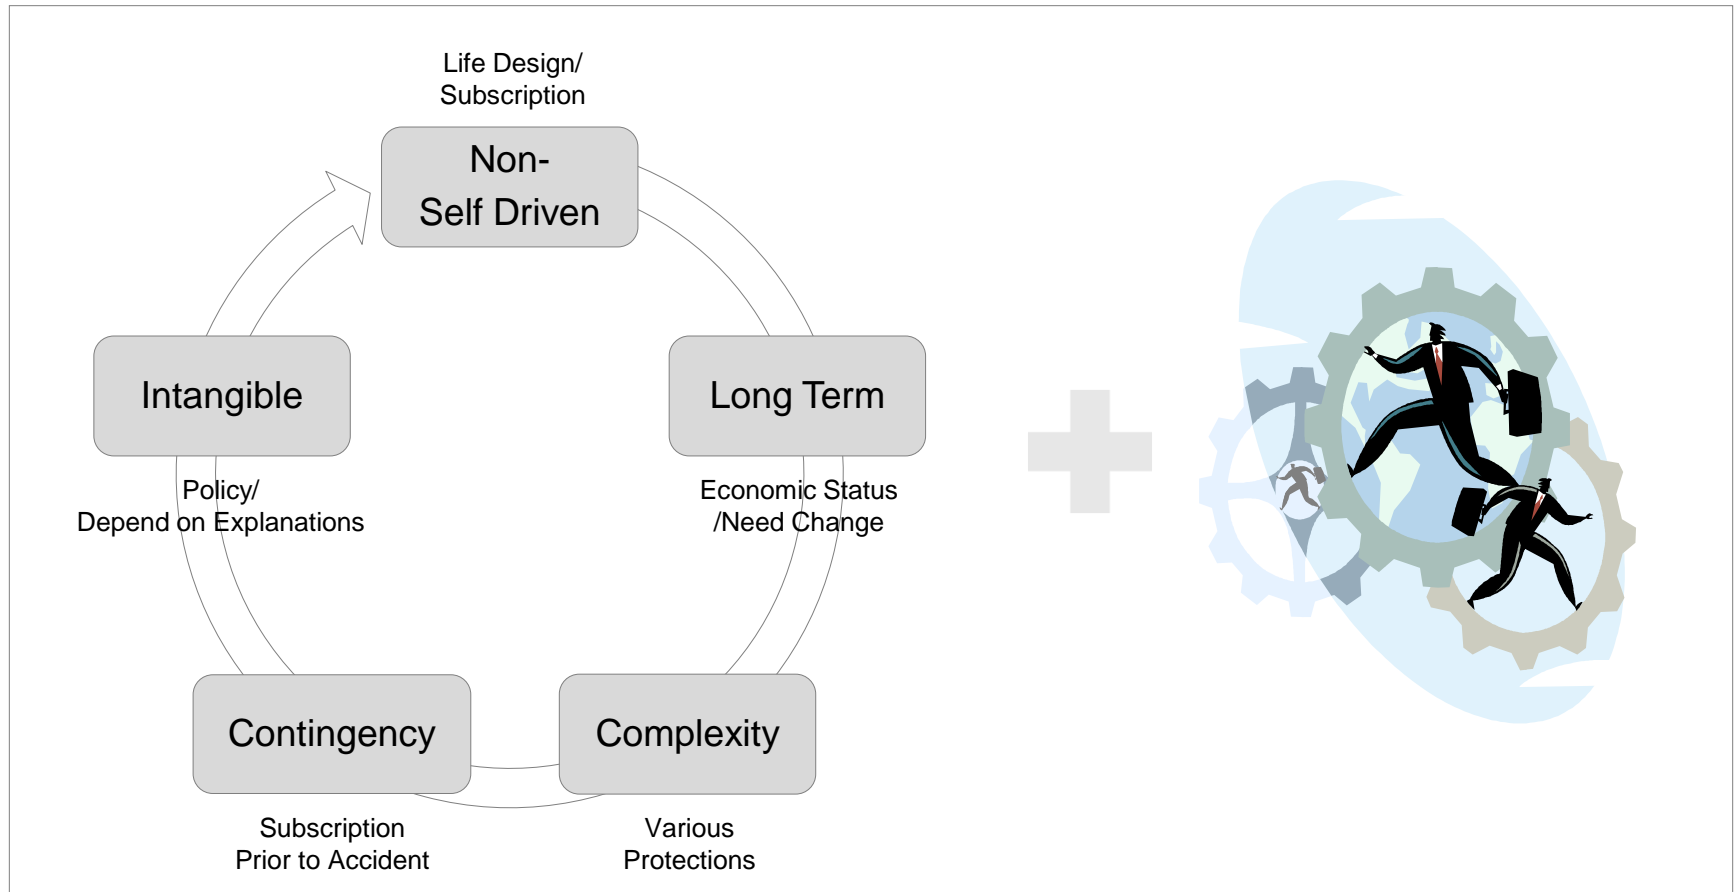 Life Design/
Subscription
Non-
Self Driven
Intangible
Long Term
Policy/
Depend on Explanations
Economic Status
/Need Change
Contingency
Complexity
Subscription
Prior to Accident
Various
Protections